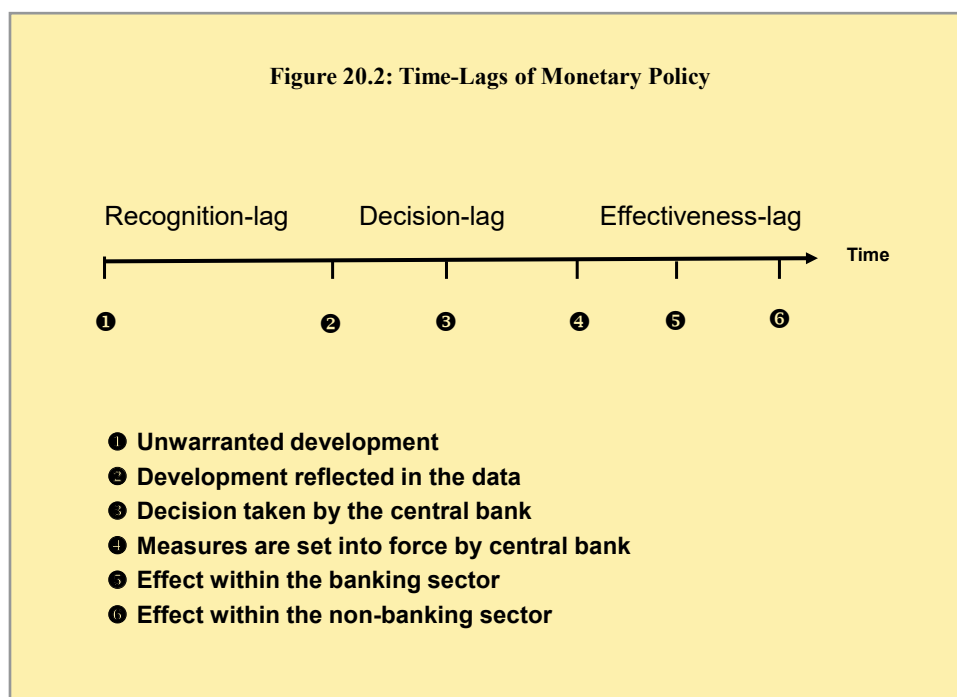 Figure 20.2: Time-Lags of Monetary Policy
Recognition-lag Decision-lag Effectiveness-lag
Time
❶ ❷ ❸ ❹ ❺ ❻
❶ Unwarranted development
❷ Development reflected in the data
❸ Decision taken by the central bank
❹ Measures are set into force by central bank
❺ Effect within the banking sector
❻ Effect within the non-banking sector